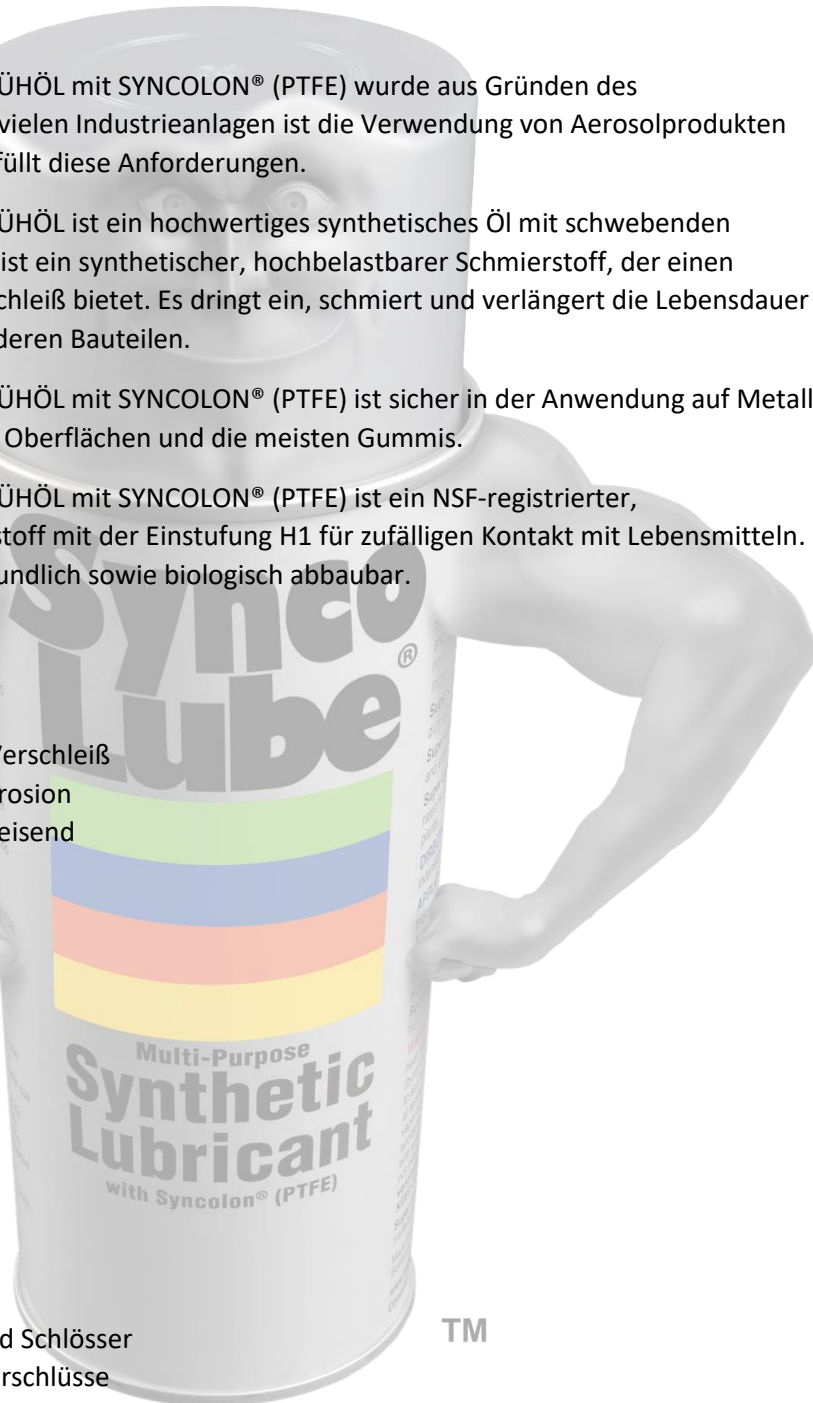 ÜHÖL mit SYNCOLON® (PTFE) wurde aus Gründen des
vielen Industrieanlagen ist die Verwendung von Aerosolprodukten
füllt diese Anforderungen.
ÜHÖL ist ein hochwertiges synthetisches Öl mit schwebenden
ist ein synthetischer, hochbelastbarer Schmierstoff, der einen
chleiß bietet. Es dringt ein, schmiert und verlängert die Lebensdauer
deren Bauteilen.
ÜHÖL mit SYNCOLON® (PTFE) ist sicher in der Anwendung auf Metall
Oberflächen und die meisten Gummis.
ÜHÖL mit SYNCOLON® (PTFE) ist ein NSF-registrierter,
stoff mit der Einstufung H1 für zufälligen Kontakt mit Lebensmitteln.
undlich sowie biologisch abbaubar.
Synco
Lube®
Verschleiß
rosion
eisend
Multi-Purpose
Synthetic
Lubricant
with Syncolon® (PTFE)
TM
d Schlösser
rschlüsse